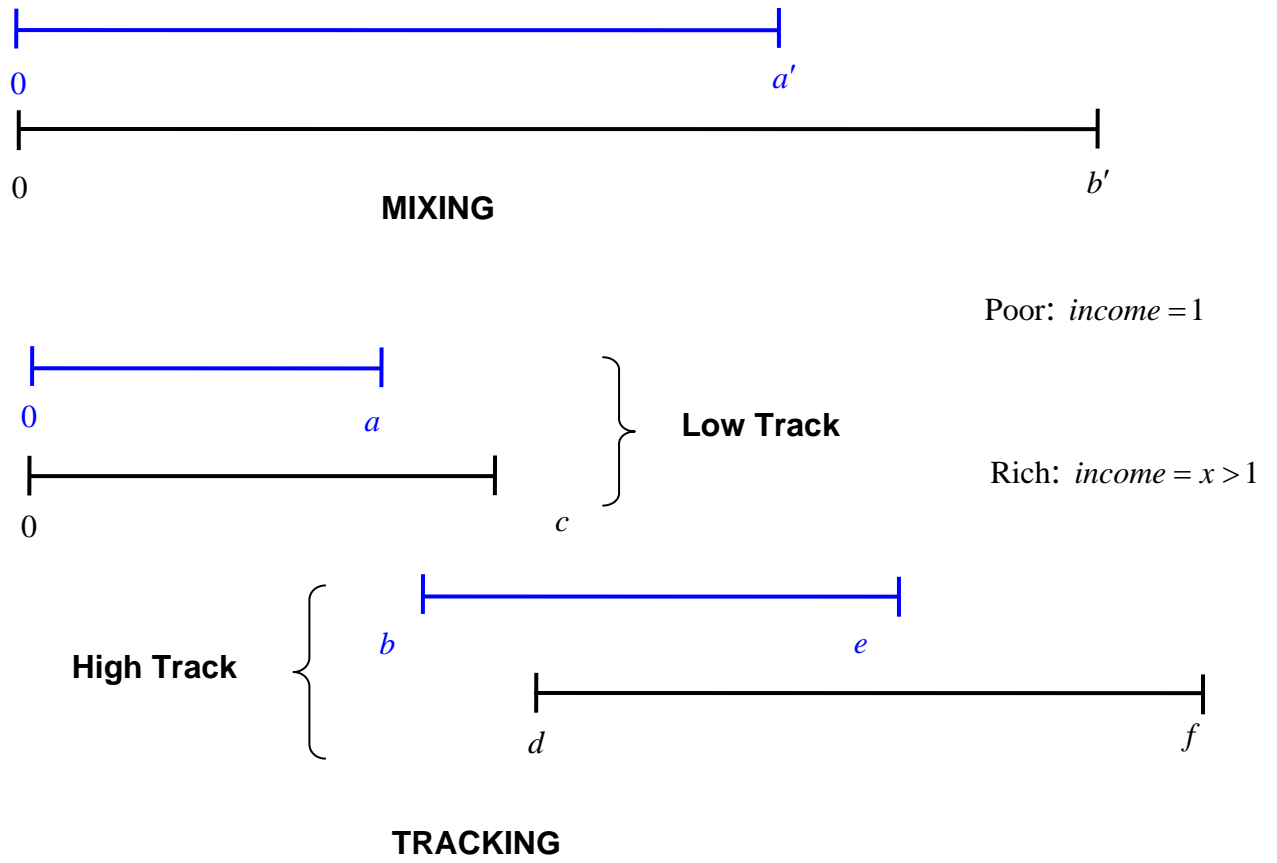 0 a′
0 b′
MIXING
Poor: income = 1
0 a
Low Track
Rich: income = x > 1
0 c
b e
High Track
d f
TRACKING